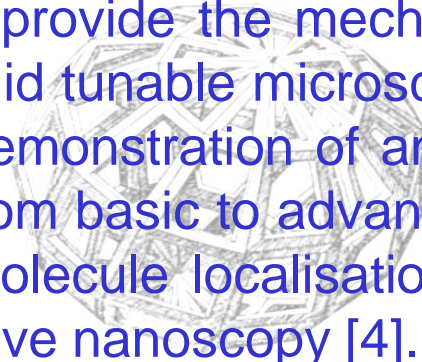 provide the mech
id tunable microsc
emonstration of ar
om basic to advan
olecule localisatio
ve nanoscopy [4].